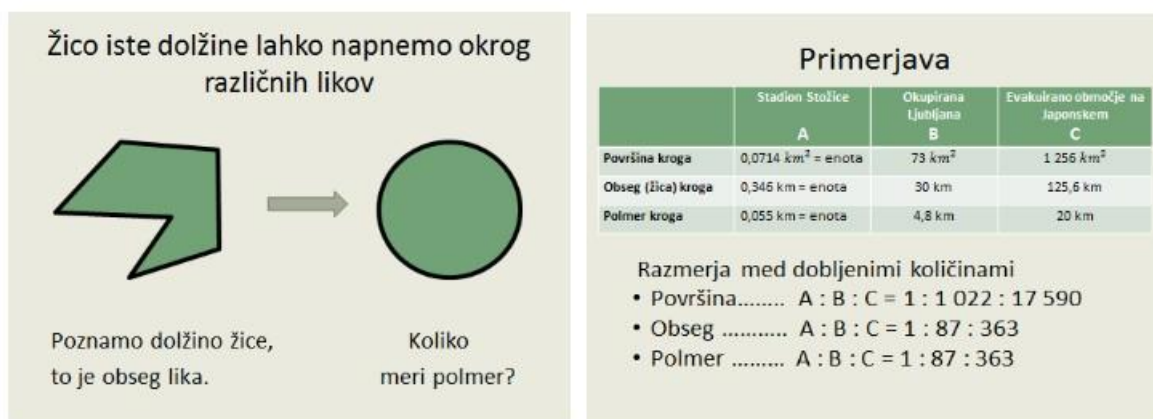 Žico iste dolžine lahko napnemo okrog
različnih likov
Poznamo dolžino žice,
to je obseg lika.
Koliko
meri polmer?
Primerjava
Stadion Stožice
A
Okupirana
Ljubljana
B
Evakuirano območje na
Japonskem
C
Površina kroga
0,0714 km² = enota
73 km²
1 256 km²
Obseg (žica) kroga
0,346 km = enota
30 km
125,6 km
Polmer kroga
0,055 km = enota
4,8 km
20 km
Razmerja med dobljenimi količinami
• Površina........ A : B : C = 1 : 1 022 : 17 590
• Obseg ........... A : B : C = 1 : 87 : 363
• Polmer ......... A : B : C = 1 : 87 : 363